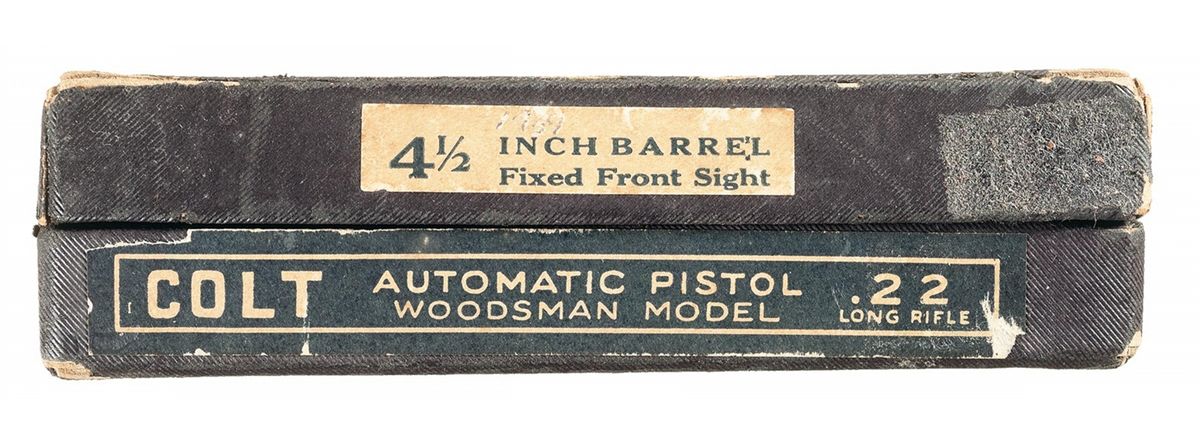 4½ INCH BARREL
Fixed Front Sight
COLT AUTOMATIC PISTOL .22
WOODSMAN MODEL LONG RIFLE